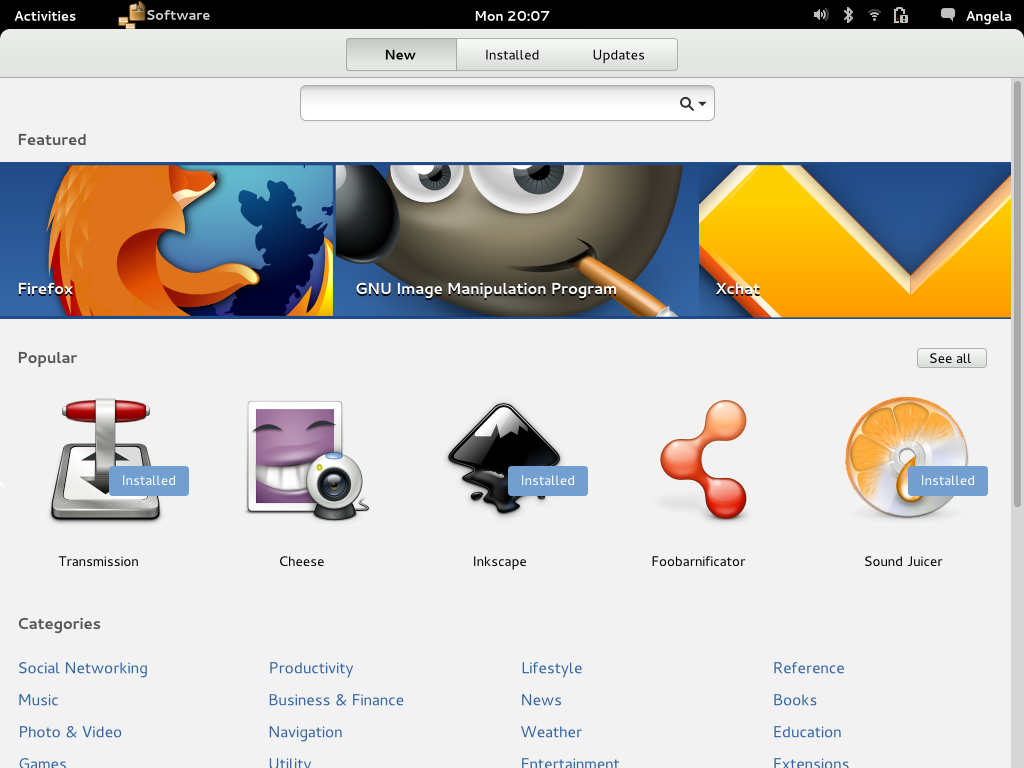 Activities Software Mon 20:07 Angela
New Installed Updates
Featured
Firefox GNU Image Manipulation Program Xchat
Popular See all
Installed Installed Installed
Transmission Cheese Inkscape Foobarnificator Sound Juicer
Categories
Social Networking Productivity Lifestyle Reference
Music Business & Finance News Books
Photo & Video Navigation Weather Education
Games Utility Entertainment Extensions